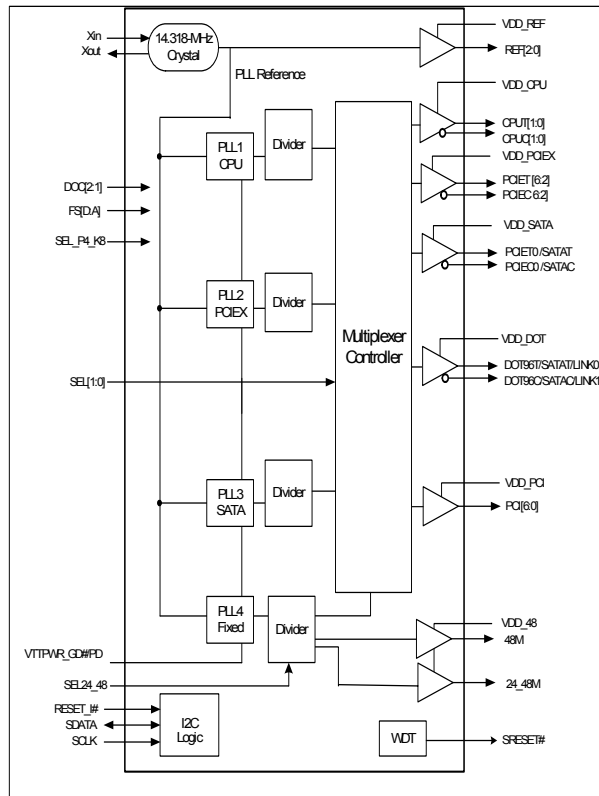 VDD_REF
Xin
14.318-MHz
Crystal
REF[2:0]
Xout
PLL Reference
VDD_CPU
PLL1
CPU
Divider
CPUT[1:0]
CPUC[1:0]
VDD_PCIEX
DOC[2:1]
PCIET [6:2]
PCIEC 6:2]
FS[D:A]
VDD_SATA
SEL_P4_K8
PCIET0 /SATAT
PCIEC0 /SATAC
PLL2
PCIEX
Divider
Multiplexer
Controller
VDD_DOT
DOT96T/SATAT/LINK0
DOT96C/SATAC/LINK1
SEL[1:0]
PLL3
SATA
Divider
VDD_PCI
PCI[6:0]
PLL4
Fixed
Divider
VDD_48
48M
VTTPWR_GD#/PD
SEL24_48
24_48M
RESET_I#
SDATA
SCLK
I2C
Logic
WDT
SRESET#